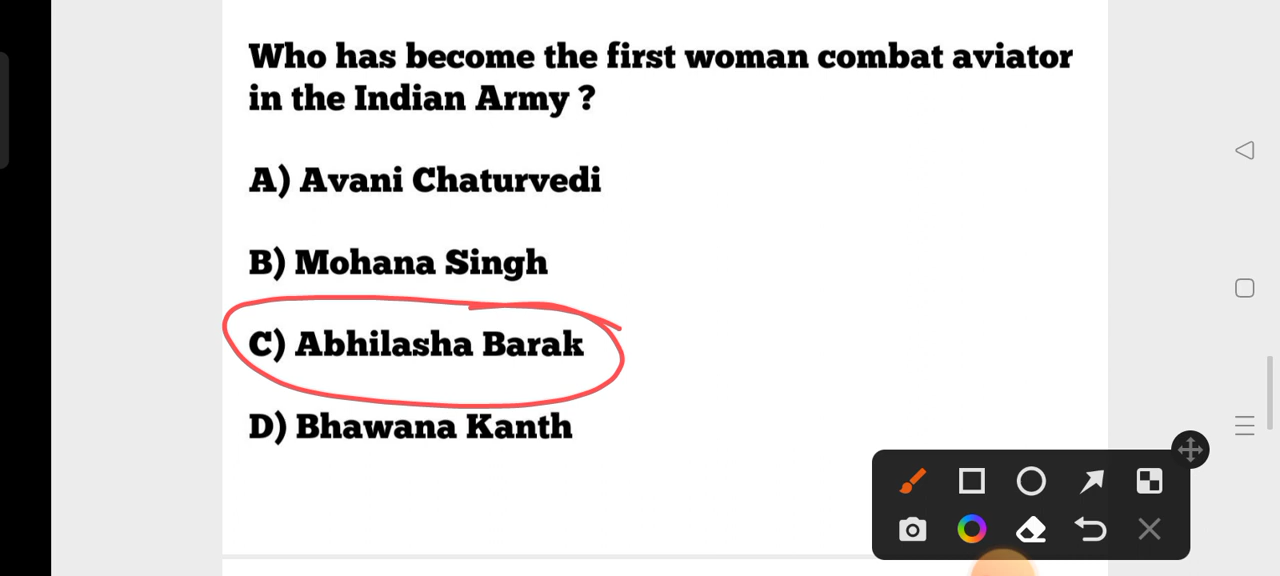 Who has become the first woman combat aviator
in the Indian Army ?
A) Avani Chaturvedi
B) Mohana Singh
C) Abhilasha Barak
D) Bhawana Kanth